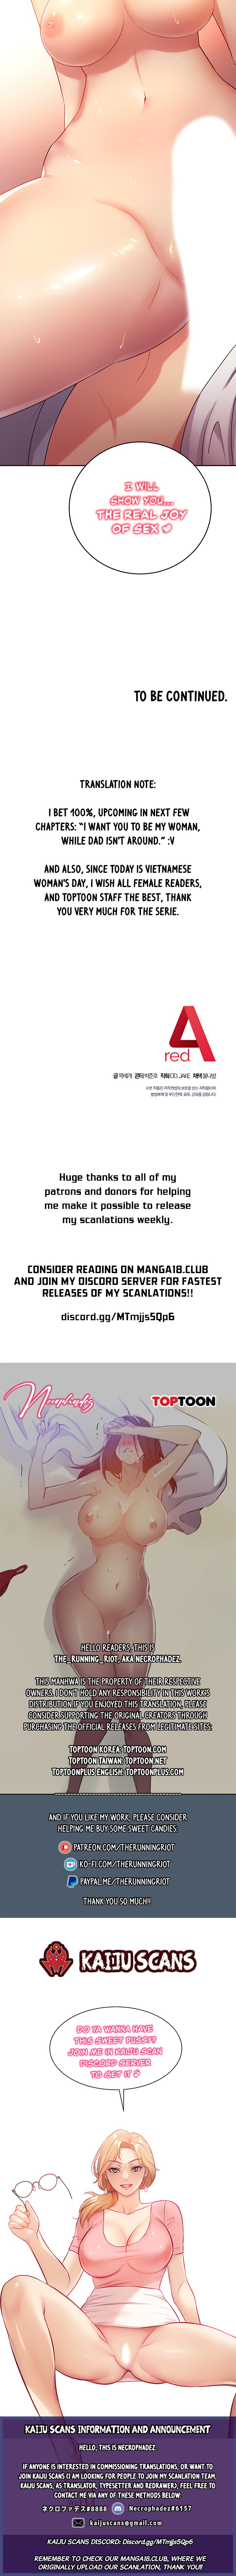 I WILL
SHOW YOU...
THE REAL JOY
OF SEX
TO BE CONTINUED.
TRANSLATION NOTE:
I BET 100%, UPCOMING IN NEXT FEW
CHAPTERS: "I WANT YOU TO BE MY WOMAN,
WHILE DAD ISN'T AROUND." :V
AND ALSO, SINCE TODAY IS VIETNAMESE
WOMAN'S DAY, I WISH ALL FEMALE READERS,
AND TOPTOON STAFF THE BEST, THANK
YOU VERY MUCH FOR THE SERIE.
A
red
Huge thanks to all of my
patrons and donors for helping
me make it possible to release
my scanlations weekly.
CONSIDER READING ON MANGA18.CLUB
AND JOIN MY DISCORD SERVER FOR FASTEST
RELEASES OF MY SCANLATIONS!!
discord.gg/MTmjjs5Qp6
Necrophadez
TOPTOON
HELLO READERS, THIS IS
THE_RUNNING_RIOT, AKA NECROPHADEZ.
THIS MANHWA IS THE PROPERTY OF THEIR RESPECTIVE
OWNERS. I DON'T HOLD ANY RESPONSIBILITY IN THIS WORKS
DISTRIBUTION. IF YOU ENJOYED THIS TRANSLATION, PLEASE
CONSIDER SUPPORTING THE ORIGINAL CREATORS THROUGH
PURCHASING THE OFFICIAL RELEASES FROM LEGITIMATE SITES:
TOPTOON KOREA: TOPTOON.COM
TOPTOON TAIWAN: TOPTOON.NET
TOPTOONPLUS ENGLISH: TOPTOONPLUS.COM
AND IF YOU LIKE MY WORK, PLEASE CONSIDER
HELPING ME BUY SOME SWEET CANDIES:
PATREON.COM/THERUNNINGRIOT
KO-FI.COM/THERUNNINGRIOT
PAYPAL.ME/THERUNNINGRIOT
THANK YOU SO MUCH!!!
KAIJU SCANS
DO YA WANNA HAVE
THIS SWEET PUSSY?
JOIN ME IN KAIJU SCAN
DISCORD SERVER
TO GET IT
KAIJU SCANS INFORMATION AND ANNOUNCEMENT
HELLO, THIS IS NECROPHADEZ.
IF ANYONE IS INTERESTED IN COMMISSIONING TRANSLATIONS, OR WANT TO
JOIN KAIJU SCANS (I AM LOOKING FOR PEOPLE TO JOIN MY SCANLATION TEAM,
KAIJU SCANS, AS TRANSLATOR, TYPESETTER AND REDRAWER), FEEL FREE TO
CONTACT ME VIA ANY OF THESE METHODS BELOW:
ネクロファデズ#8888 Necrophadez#6157
kaijuscans@gmail.com
KAIJU SCANS DISCORD: Discord.gg/MTmjjs5Qp6
REMEMBER TO CHECK OUR MANGA18.CLUB, WHERE WE
ORIGINALLY UPLOAD OUR SCANLATION, THANK YOU!!